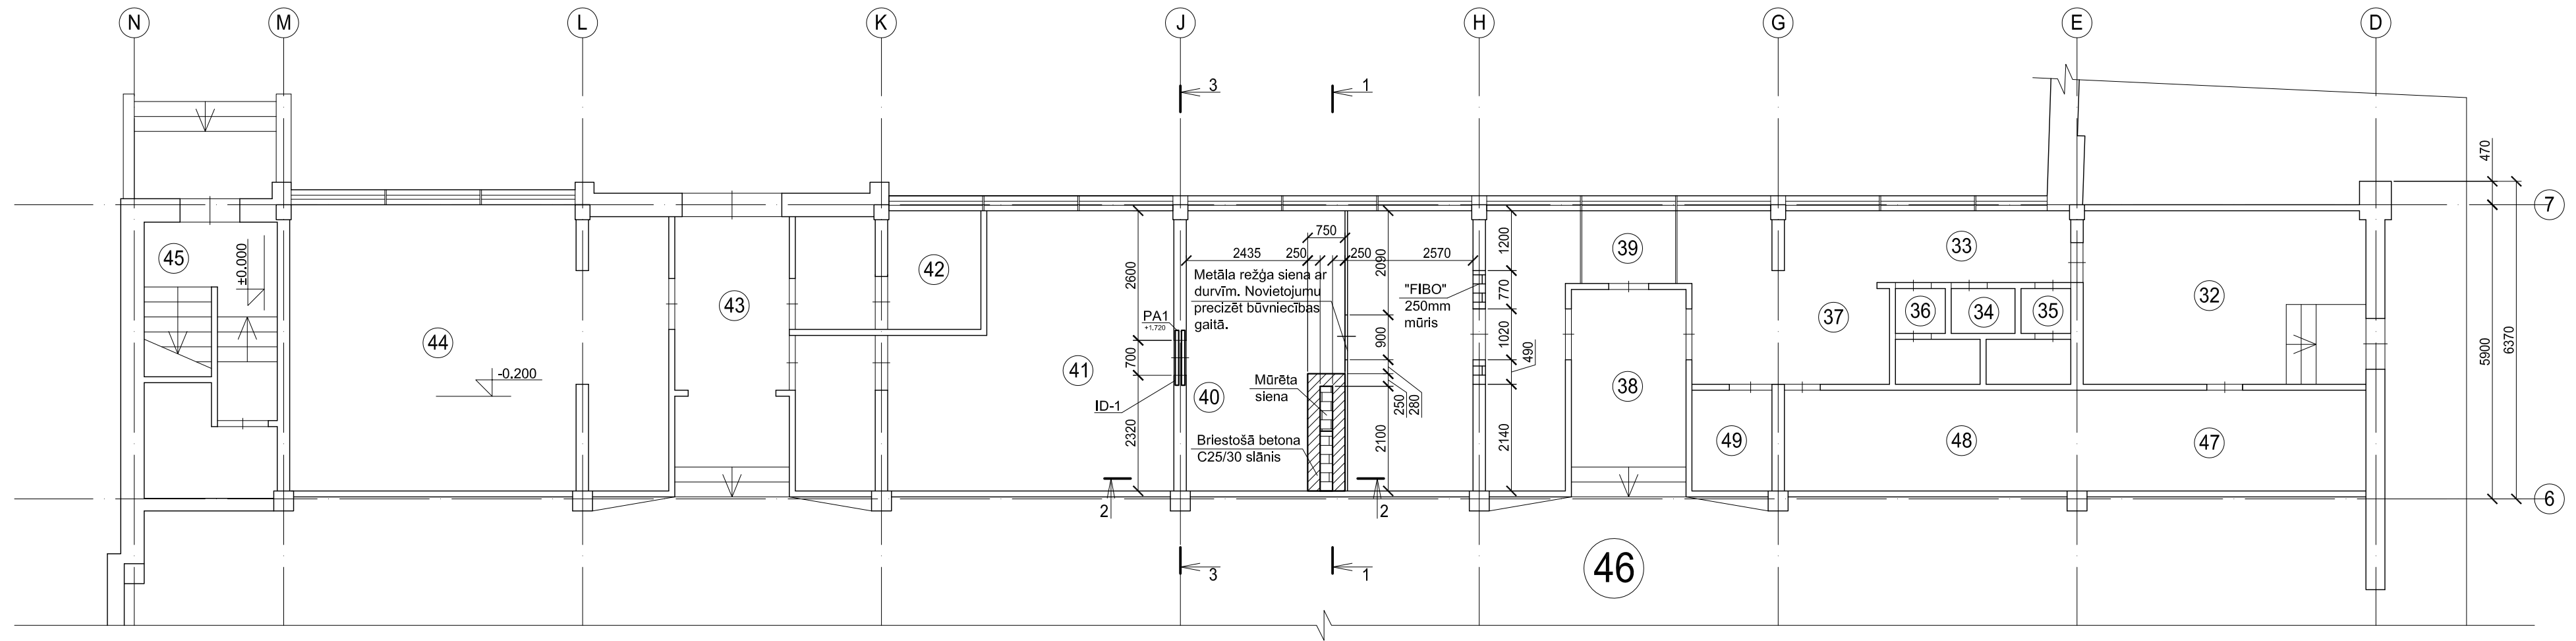 N
M
L
K
J
H
G
E
D
3
1
470
7
45
±0.000
43
42
2600
2435
250
750
250
2090
2570
1200
39
33
32
Metāla režģa siena ar
durvīm. Novietojumu
precizēt būvniecības
gaitā.
"FIBO"
250mm
mūris
770
36
34
35
37
PA1
+1,720
44
-0.200
41
700
900
1020
490
5900
6370
ID-1
40
Mūrēta
siena
250
280
38
2320
Briestošā betona
C25/30 slānis
2100
2140
49
48
47
2
2
6
3
1
46